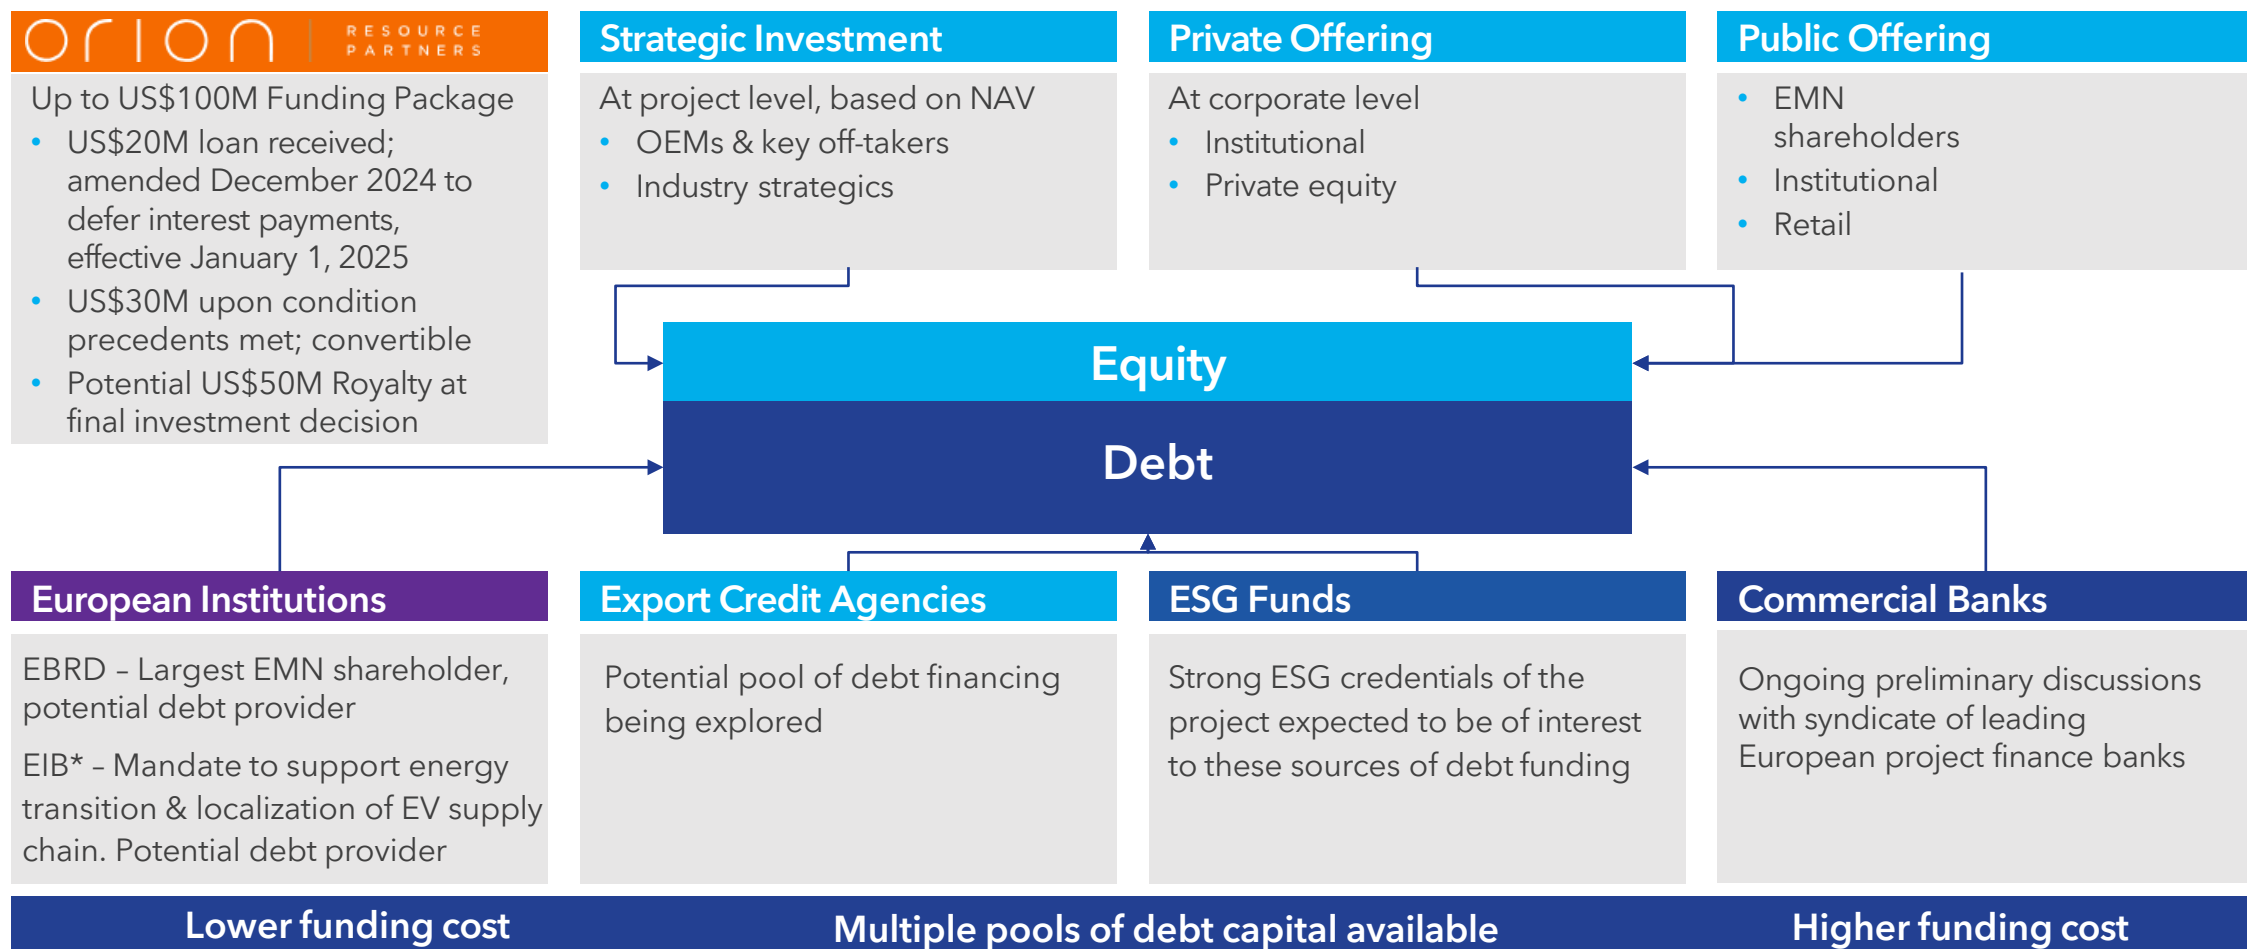 orion RESOURCE
PARTNERS
Up to US$100M Funding Package
• US$20M loan received;
amended December 2024 to
defer interest payments,
effective January 1, 2025
• US$30M upon condition
precedents met; convertible
• Potential US$50M Royalty at
final investment decision
Strategic Investment
At project level, based on NAV
• OEMs & key off-takers
• Industry strategics
Private Offering
At corporate level
• Institutional
• Private equity
Public Offering
• EMN
shareholders
• Institutional
• Retail
Equity
Debt
European Institutions
EBRD – Largest EMN shareholder,
potential debt provider
EIB* – Mandate to support energy
transition & localization of EV supply
chain. Potential debt provider
Export Credit Agencies
Potential pool of debt financing
being explored
ESG Funds
Strong ESG credentials of the
project expected to be of interest
to these sources of debt funding
Commercial Banks
Ongoing preliminary discussions
with syndicate of leading
European project finance banks
Lower funding cost
Multiple pools of debt capital available
Higher funding cost